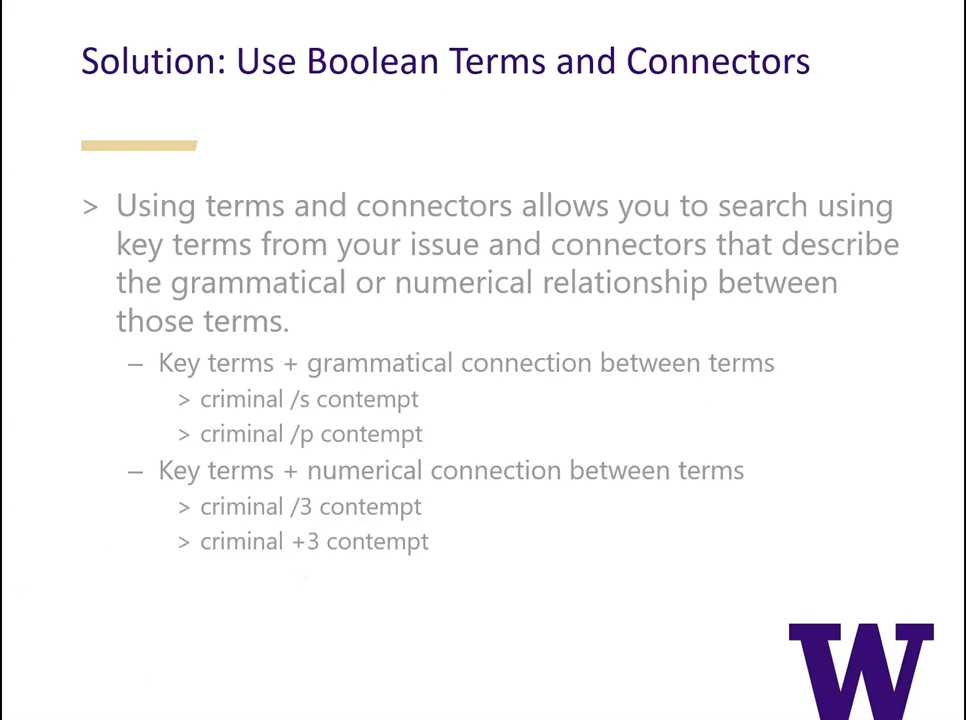 Solution: Use Boolean Terms and Connectors
> Using terms and connectors allows you to search using
key terms from your issue and connectors that describe
the grammatical or numerical relationship between
those terms.
– Key terms + grammatical connection between terms
> criminal /s contempt
> criminal /p contempt
– Key terms + numerical connection between terms
> criminal /3 contempt
> criminal +3 contempt
W